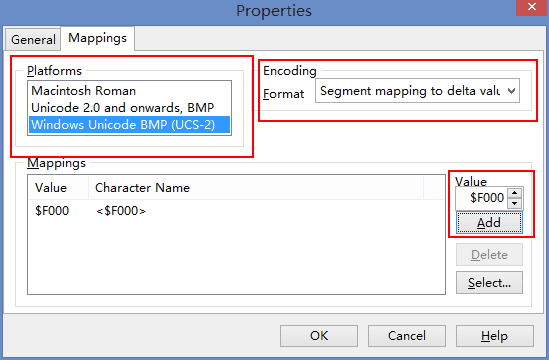 Properties
General
Mappings
Platforms
Macintosh Roman
Unicode 2.0 and onwards, BMP
Windows Unicode BMP (UCS-2)
Encoding
Format Segment mapping to delta valu
Mappings
Value Character Name
$F000 <$F000>
Value
$F000
Add
Delete
Select...
OK
Cancel
Help